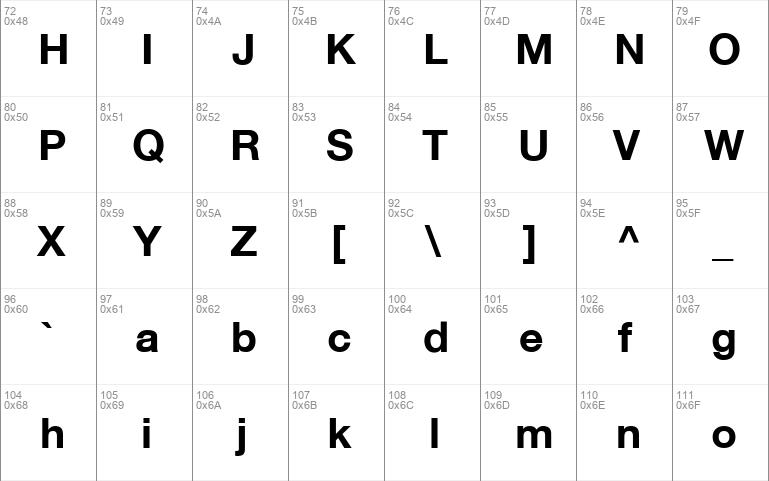 72 73 74 75 76 77 78 79
0x48 0x49 0x4A 0x4B 0x4C 0x4D 0x4E 0x4F
H I J K L M N O
80 81 82 83 84 85 86 87
0x50 0x51 0x52 0x53 0x54 0x55 0x56 0x57
P Q R S T U V W
88 89 90 91 92 93 94 95
0x58 0x59 0x5A 0x5B 0x5C 0x5D 0x5E 0x5F
X Y Z [ \ ] ^ _
96 97 98 99 100 101 102 103
0x60 0x61 0x62 0x63 0x64 0x65 0x66 0x67
` a b c d e f g
104 105 106 107 108 109 110 111
0x68 0x69 0x6A 0x6B 0x6C 0x6D 0x6E 0x6F
h i j k l m n o